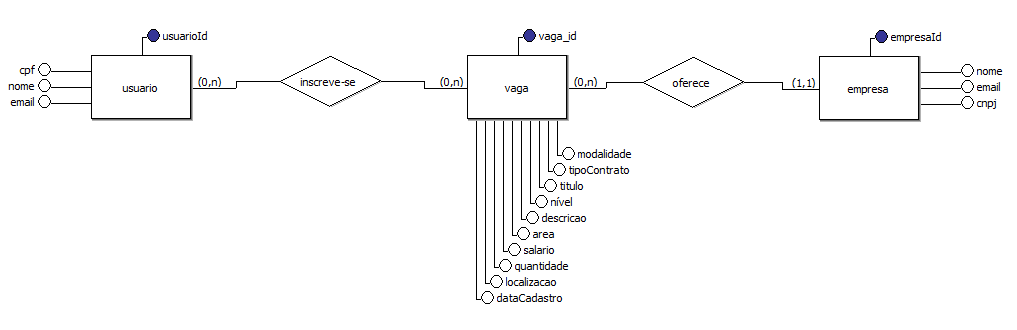 usuarioId
vaga_id
empresaId
cpf
nome
email
usuario
(0,n)
inscreve-se
(0,n)
vaga
(0,n)
oferece
(1,1)
empresa
nome
email
cnpj
modalidade
tipoContrato
titulo
nível
descricao
area
salario
quantidade
localizacao
dataCadastro